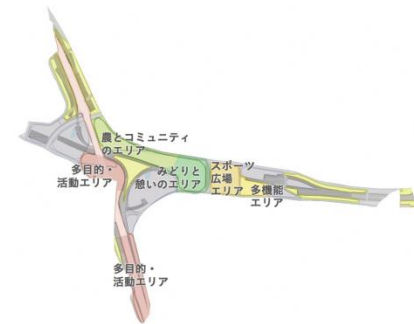 農とコミュニティ
のエリア
多目的・
活動エリア
みどりと
憩いのエリア
スポーツ
広場
エリア
多機能
エリア
多目的・
活動エリア